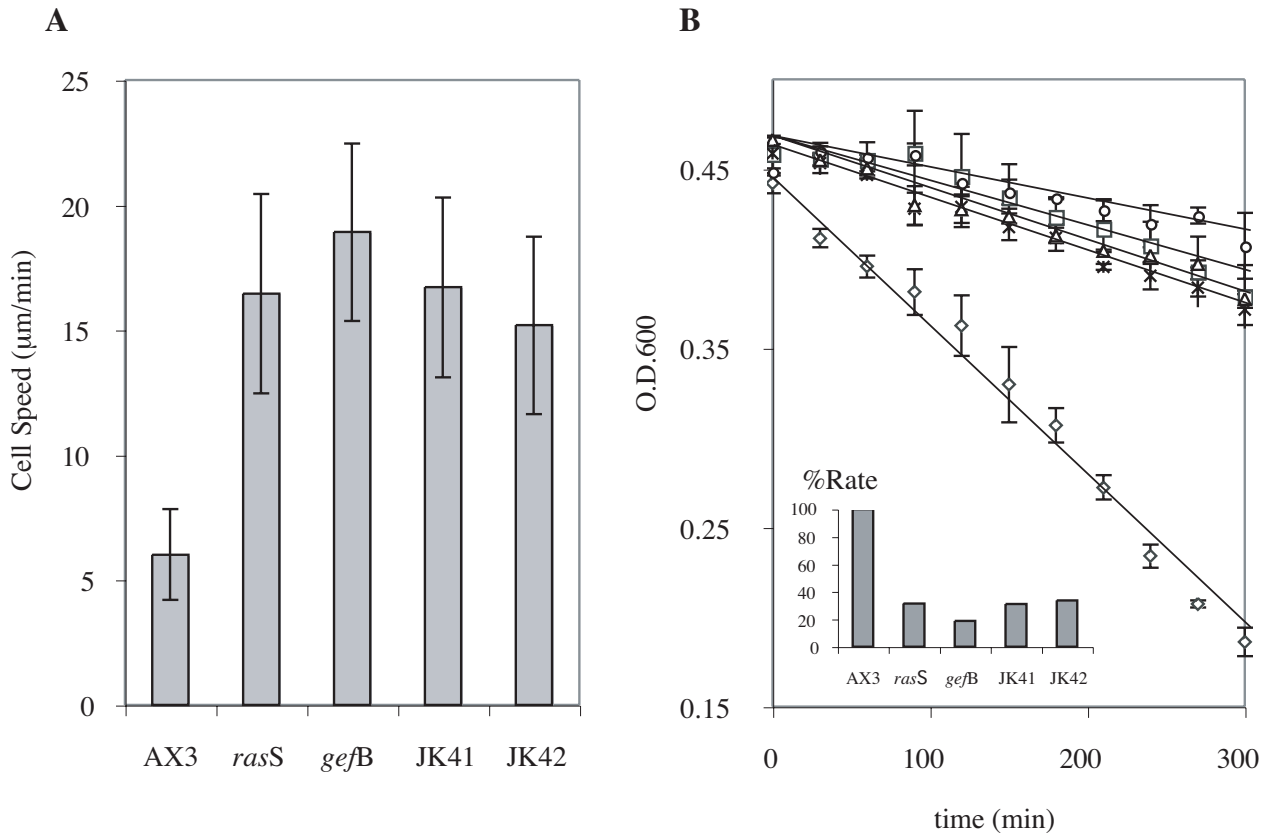 A
Cell Speed (μm/min)
25
20
15
10
5
0
AX3 rasS gefB JK41 JK42
B
O.D.600
0.45
0.35
0.25
0.15
%Rate
100
80
60
40
20
0
AX3 rasS gefB JK41 JK42
0 100 200 300
time (min)